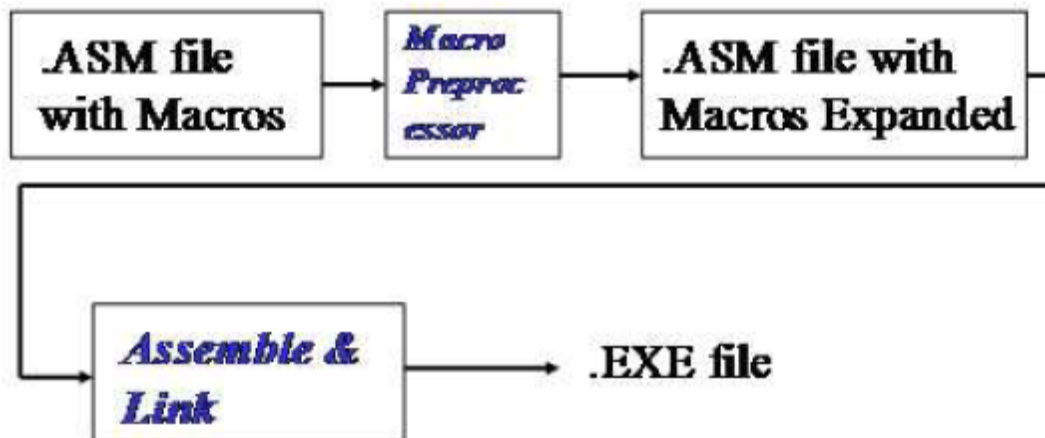 .ASM file
with Macros
Macro
Preproc
essor
.ASM file with
Macros Expanded
Assemble &
Link
.EXE file